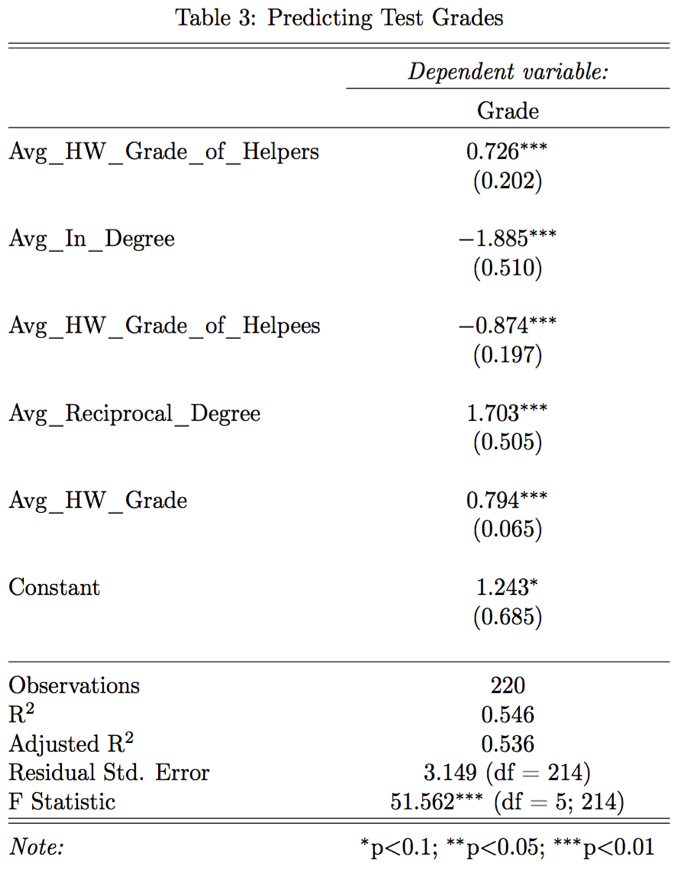 Table 3: Predicting Test Grades
Dependent variable:
Grade
Avg_HW_Grade_of_Helpers 0.726***
(0.202)
Avg_In_Degree −1.885***
(0.510)
Avg_HW_Grade_of_Helpees −0.874***
(0.197)
Avg_Reciprocal_Degree 1.703***
(0.505)
Avg_HW_Grade 0.794***
(0.065)
Constant 1.243*
(0.685)
Observations 220
R² 0.546
Adjusted R² 0.536
Residual Std. Error 3.149 (df = 214)
F Statistic 51.562*** (df = 5; 214)
Note: *p<0.1; **p<0.05; ***p<0.01